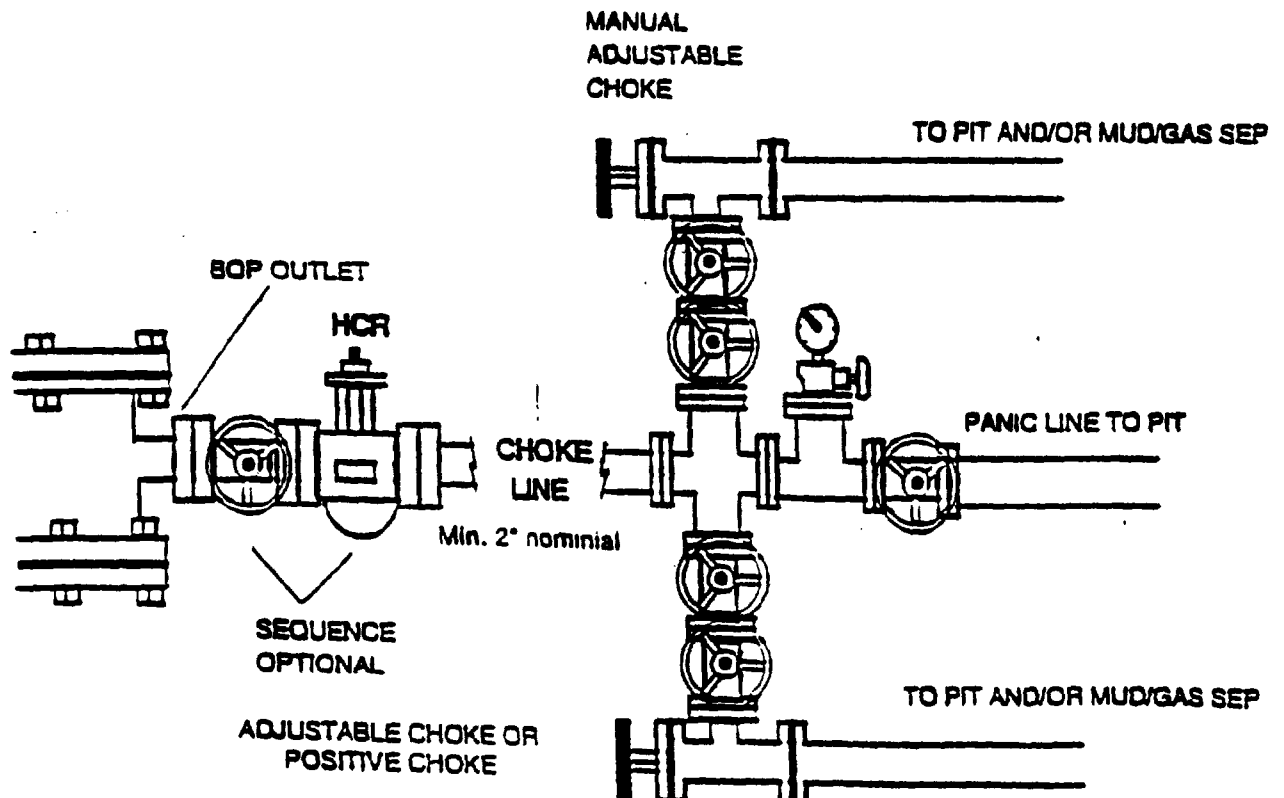 MANUAL
ADJUSTABLE
CHOKE
TO PIT AND/OR MUD/GAS SEP
BOP OUTLET
HCR
PANIC LINE TO PIT
CHOKE
LINE
Min. 2" nominial
SEQUENCE
OPTIONAL
TO PIT AND/OR MUD/GAS SEP
ADJUSTABLE CHOKE OR
POSITIVE CHOKE